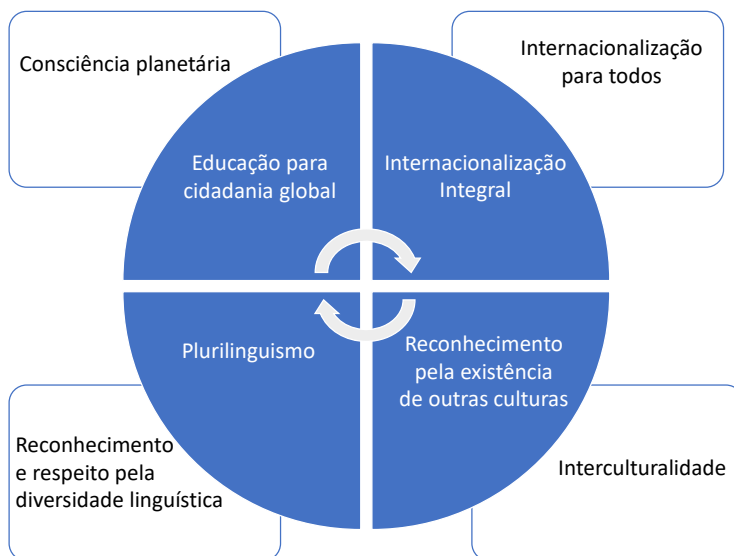 Consciência planetária
Internacionalização
para todos
Educação para
cidadania global
Internacionalização
Integral
Plurilinguismo
Reconhecimento
pela existência
de outras culturas
Reconhecimento
e respeito pela
diversidade linguística
Interculturalidade